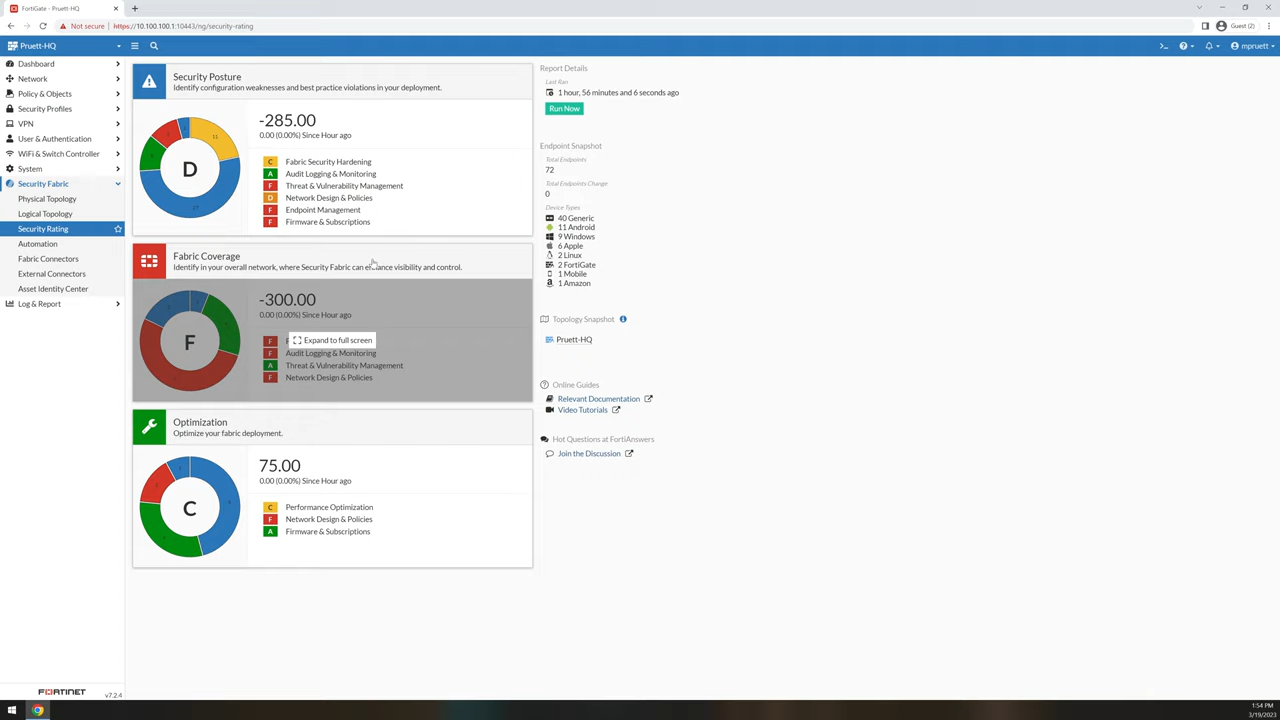 FortiGate - Pruett-HQ
Not secure
https://10.100.100.1:10443/ng/security-rating
Guest (2)
Pruett-HQ
mpruett
Dashboard
Network
Policy & Objects
Security Profiles
VPN
User & Authentication
WiFi & Switch Controller
System
Security Fabric
Physical Topology
Logical Topology
Security Rating
Automation
Fabric Connectors
External Connectors
Asset Identity Center
Log & Report
FORTINET
v7.2.4
Security Posture
Identify configuration weaknesses and best practice violations in your deployment.
D
11
27
-285.00
0.00 (0.00%) Since Hour ago
C Fabric Security Hardening
A Audit Logging & Monitoring
F Threat & Vulnerability Management
D Network Design & Policies
F Endpoint Management
F Firmware & Subscriptions
Fabric Coverage
Identify in your overall network, where Security Fabric can enhance visibility and control.
F
-300.00
0.00 (0.00%) Since Hour ago
F F
Expand to full screen
F Audit Logging & Monitoring
A Threat & Vulnerability Management
F Network Design & Policies
Optimization
Optimize your fabric deployment.
C
75.00
0.00 (0.00%) Since Hour ago
C Performance Optimization
F Network Design & Policies
A Firmware & Subscriptions
Report Details
Last Ran
1 hour, 56 minutes and 6 seconds ago
Run Now
Endpoint Snapshot
Total Endpoints
72
Total Endpoints Change
0
Device Types
40 Generic
11 Android
9 Windows
6 Apple
2 Linux
2 FortiGate
1 Mobile
1 Amazon
Topology Snapshot
Pruett-HQ
Online Guides
Relevant Documentation
Video Tutorials
Hot Questions at FortiAnswers
Join the Discussion
1:54 PM
3/19/2023